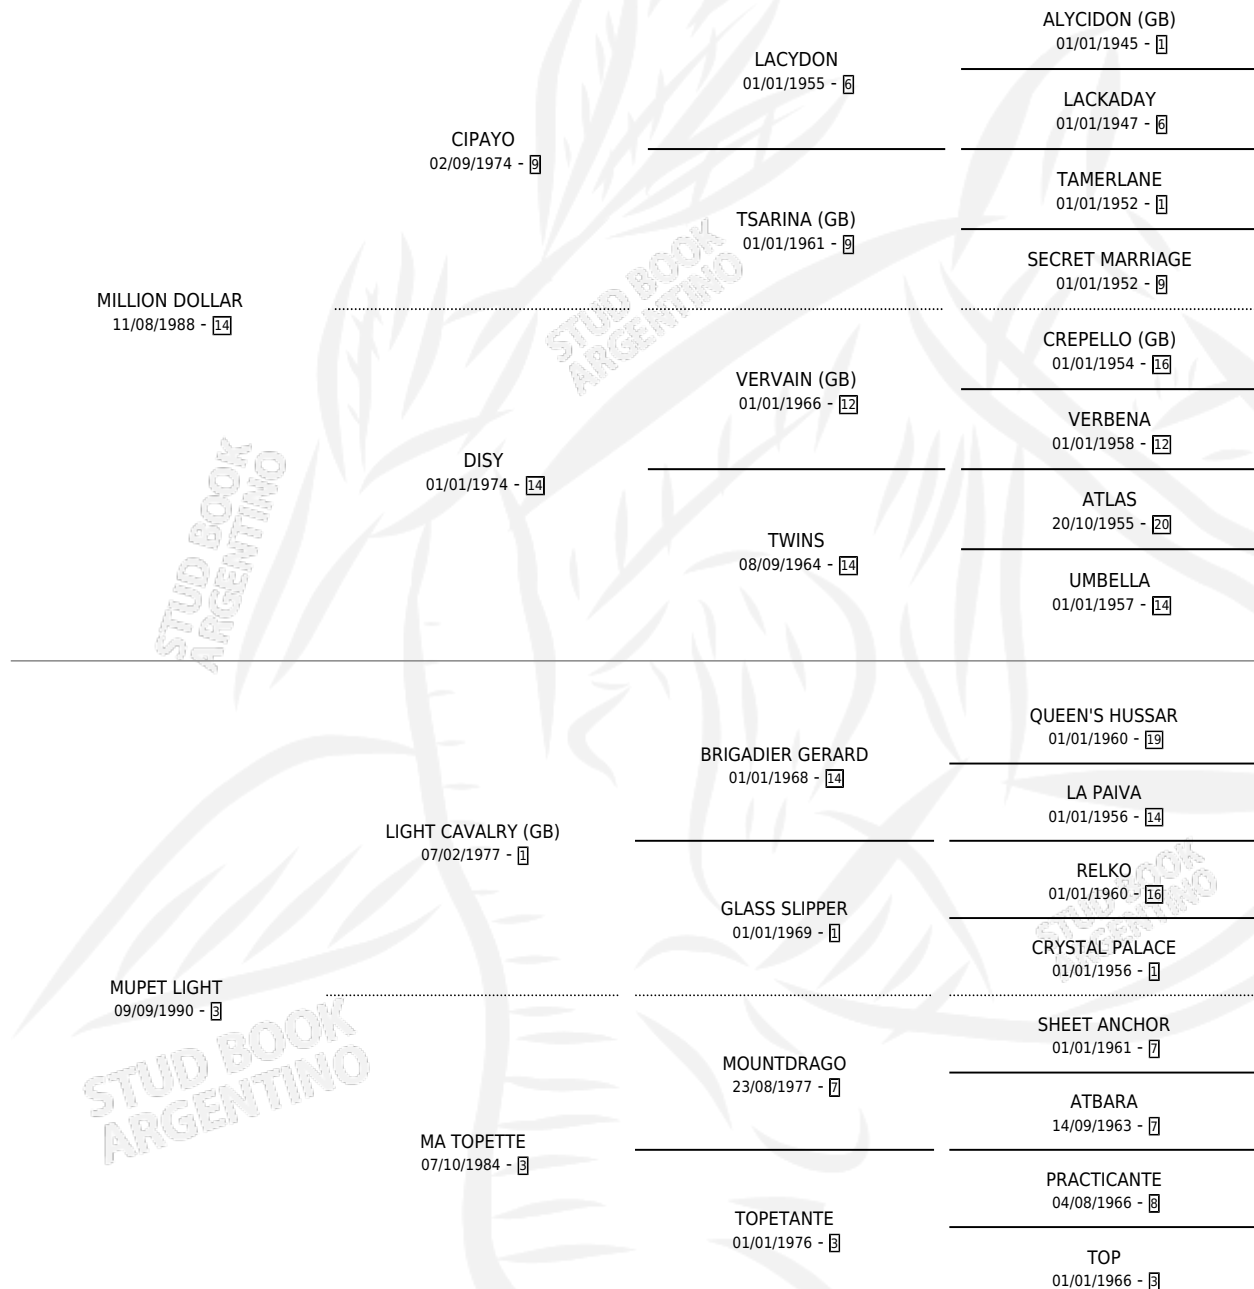 ALYCIDON (GB)
01/01/1945 - 1
LACYDON
01/01/1955 - 6
LACKADAY
01/01/1947 - 6
CIPAYO
02/09/1974 - 9
TAMERLANE
01/01/1952 - 1
TSARINA (GB)
01/01/1961 - 9
SECRET MARRIAGE
01/01/1952 - 9
MILLION DOLLAR
11/08/1988 - 14
STUD BOOK
ARGENTINO
CREPELLO (GB)
01/01/1954 - 16
VERVAIN (GB)
01/01/1966 - 12
VERBENA
01/01/1958 - 12
DISY
01/01/1974 - 14
ATLAS
20/10/1955 - 20
TWINS
08/09/1964 - 14
UMBELLA
01/01/1957 - 14
STUD BOOK
ARGENTINO
QUEEN'S HUSSAR
01/01/1960 - 19
BRIGADIER GERARD
01/01/1968 - 14
LA PAIVA
01/01/1956 - 14
LIGHT CAVALRY (GB)
07/02/1977 - 1
RELKO
01/01/1960 - 16
GLASS SLIPPER
01/01/1969 - 1
CRYSTAL PALACE
01/01/1956 - 1
STUD BOOK
ARGENTINO
MUPET LIGHT
09/09/1990 - 3
STUD BOOK
ARGENTINO
SHEET ANCHOR
01/01/1961 - 7
MOUNTDRAGO
23/08/1977 - 7
ATBARA
14/09/1963 - 7
MA TOPETTE
07/10/1984 - 3
PRACTICANTE
04/08/1966 - 8
TOPETANTE
01/01/1976 - 3
TOP
01/01/1966 - 3